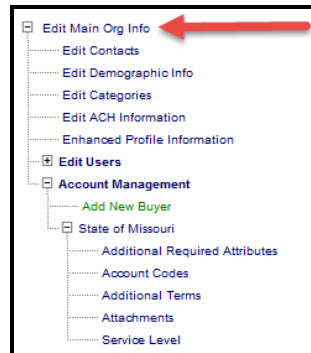 Edit Main Org Info
Edit Contacts
Edit Demographic Info
Edit Categories
Edit ACH Information
Enhanced Profile Information
Edit Users
Account Management
Add New Buyer
State of Missouri
Additional Required Attributes
Account Codes
Additional Terms
Attachments
Service Level